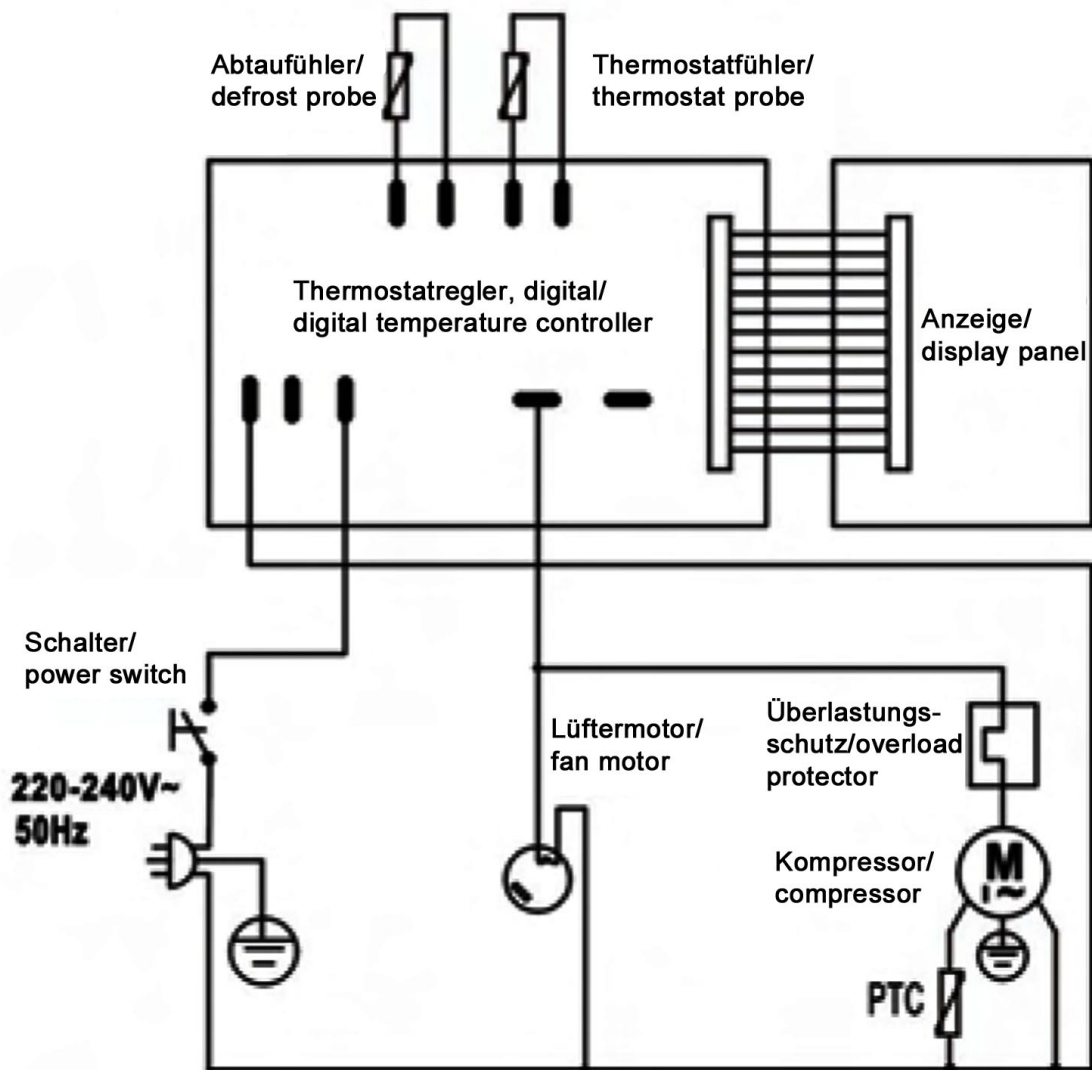 Abtaufühler/
defrost probe
Thermostatfühler/
thermostat probe
Thermostatregler, digital/
digital temperature controller
Anzeige/
display panel
Schalter/
power switch
220-240V~
50Hz
Lüftermotor/
fan motor
Überlastungs-
schutz/overload
protector
Kompressor/
compressor
M
1~
PTC